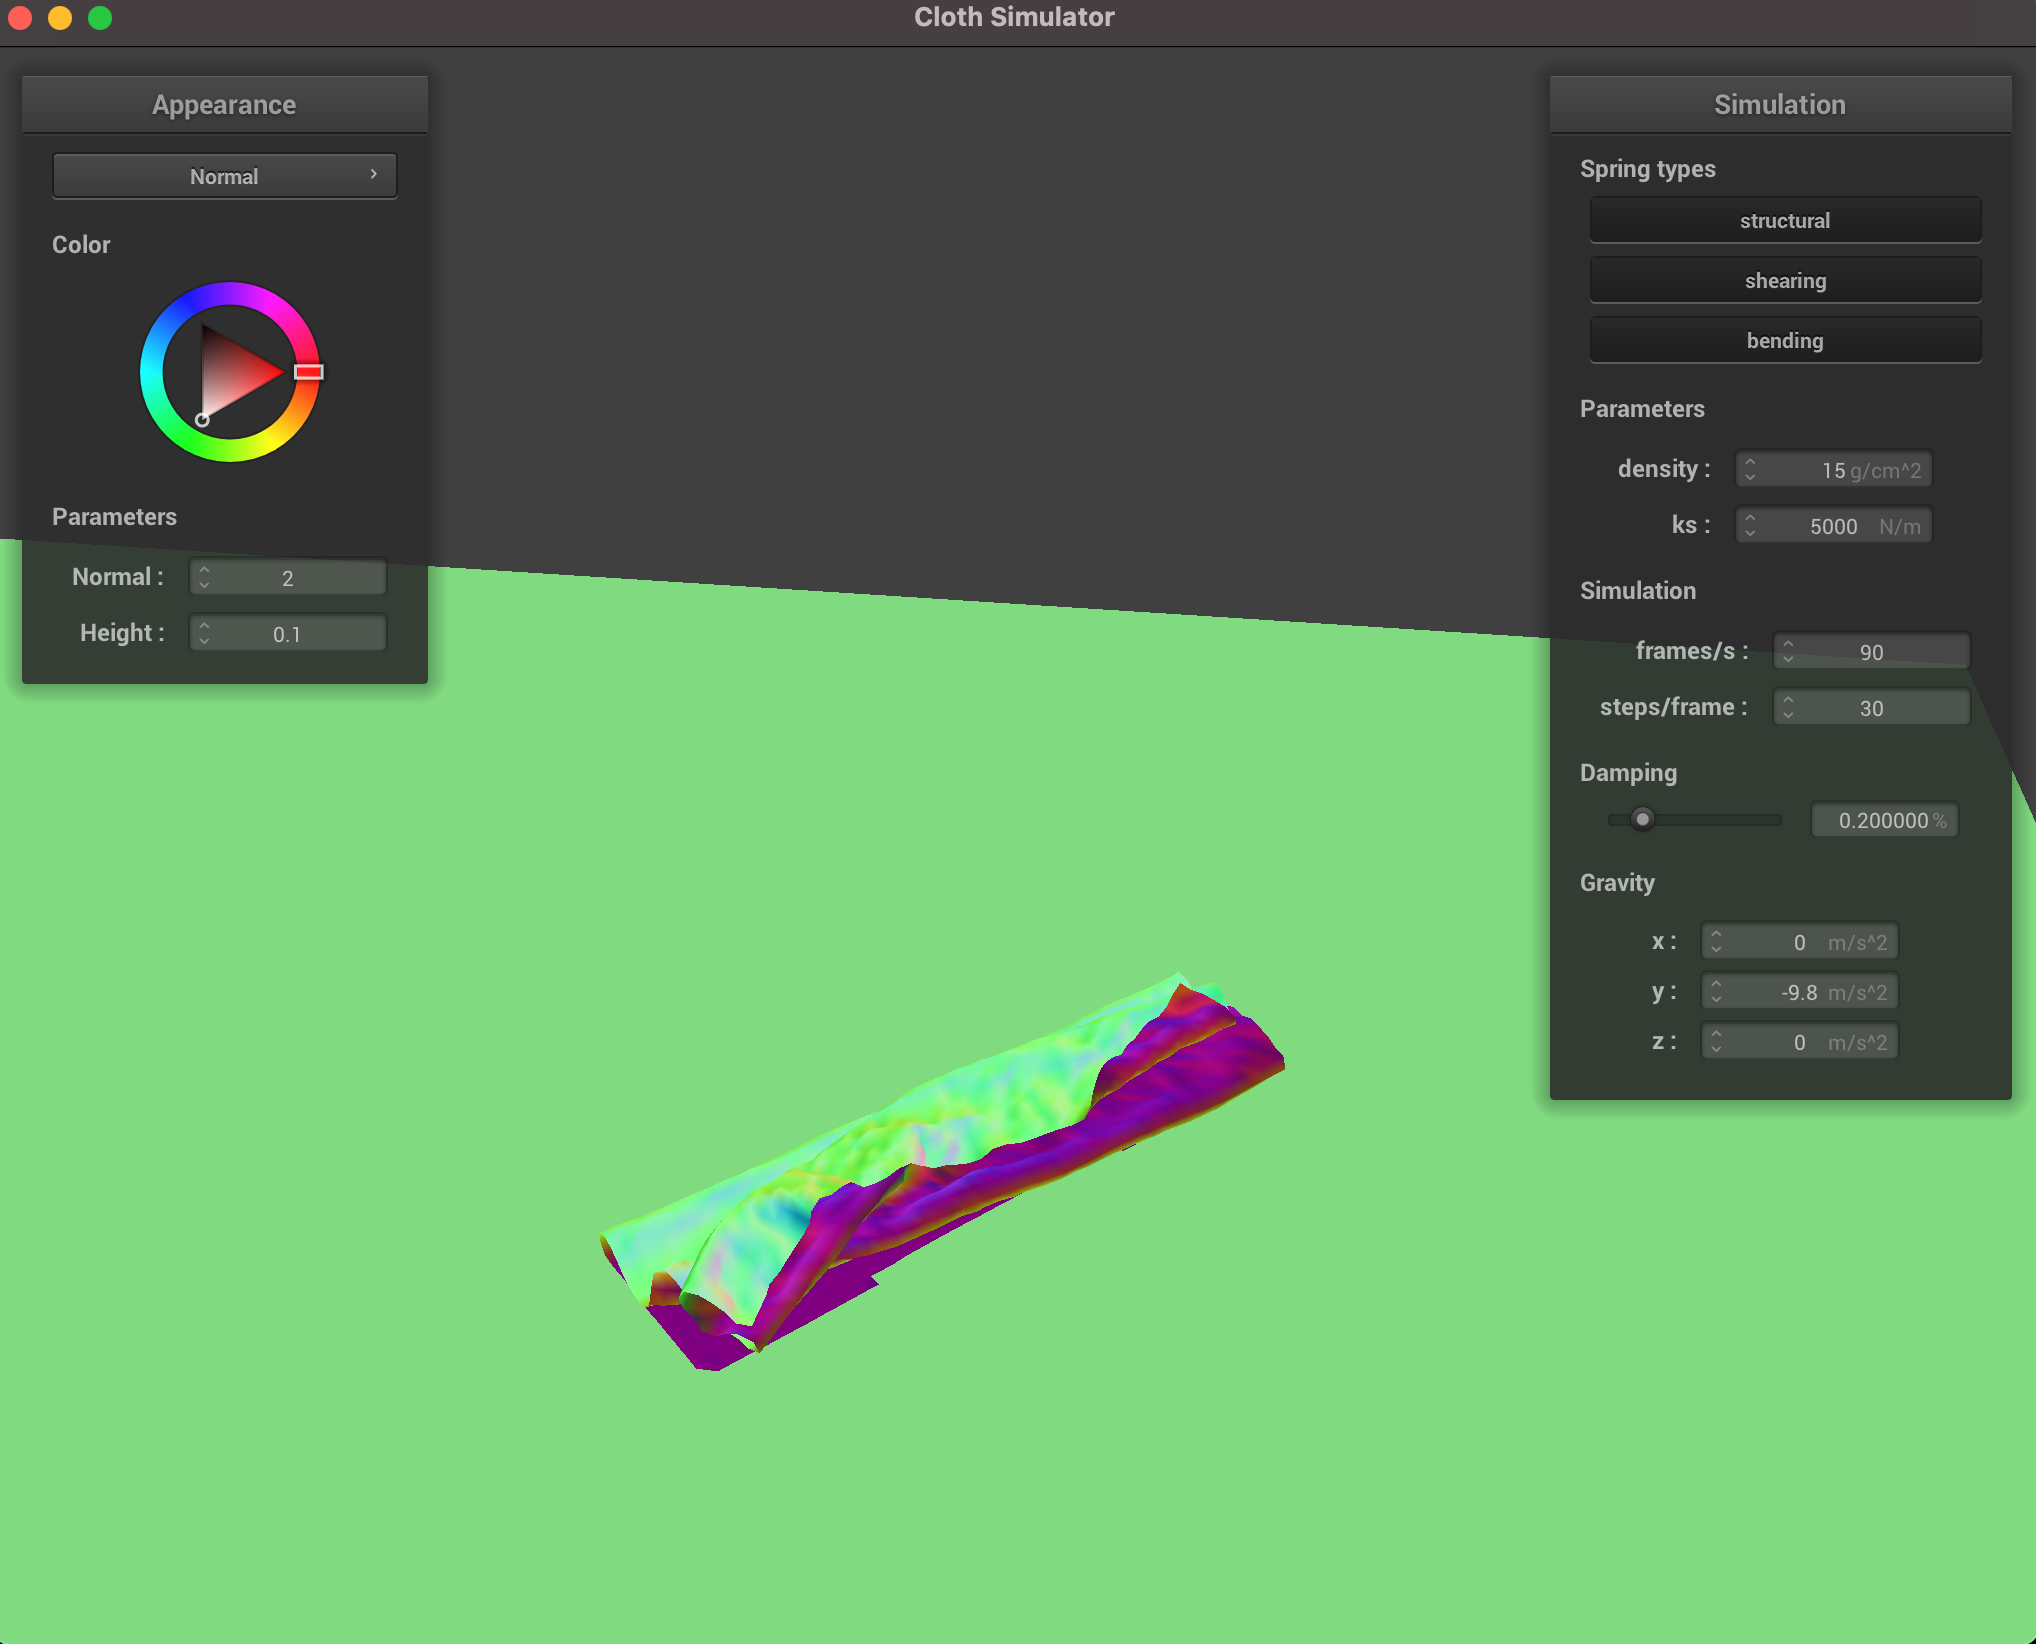 Cloth Simulator
Appearance
Normal
Color
Parameters
Normal : 2
Height : 0.1
Simulation
Spring types
structural
shearing
bending
Parameters
density : 15 g/cm^2
ks : 5000 N/m
Simulation
frames/s : 90
steps/frame : 30
Damping
0.200000 %
Gravity
x : 0 m/s^2
y : -9.8 m/s^2
z : 0 m/s^2